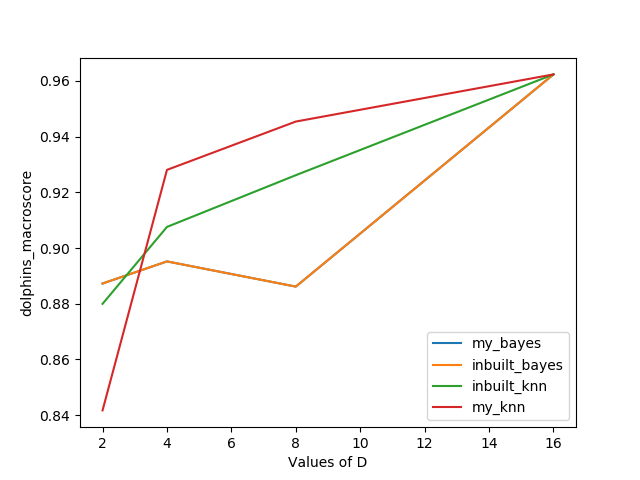 0.96
0.94
0.92
0.90
0.88
0.86
0.84
dolphins_macroscore
2 4 6 8 10 12 14 16
Values of D
my_bayes
inbuilt_bayes
inbuilt_knn
my_knn